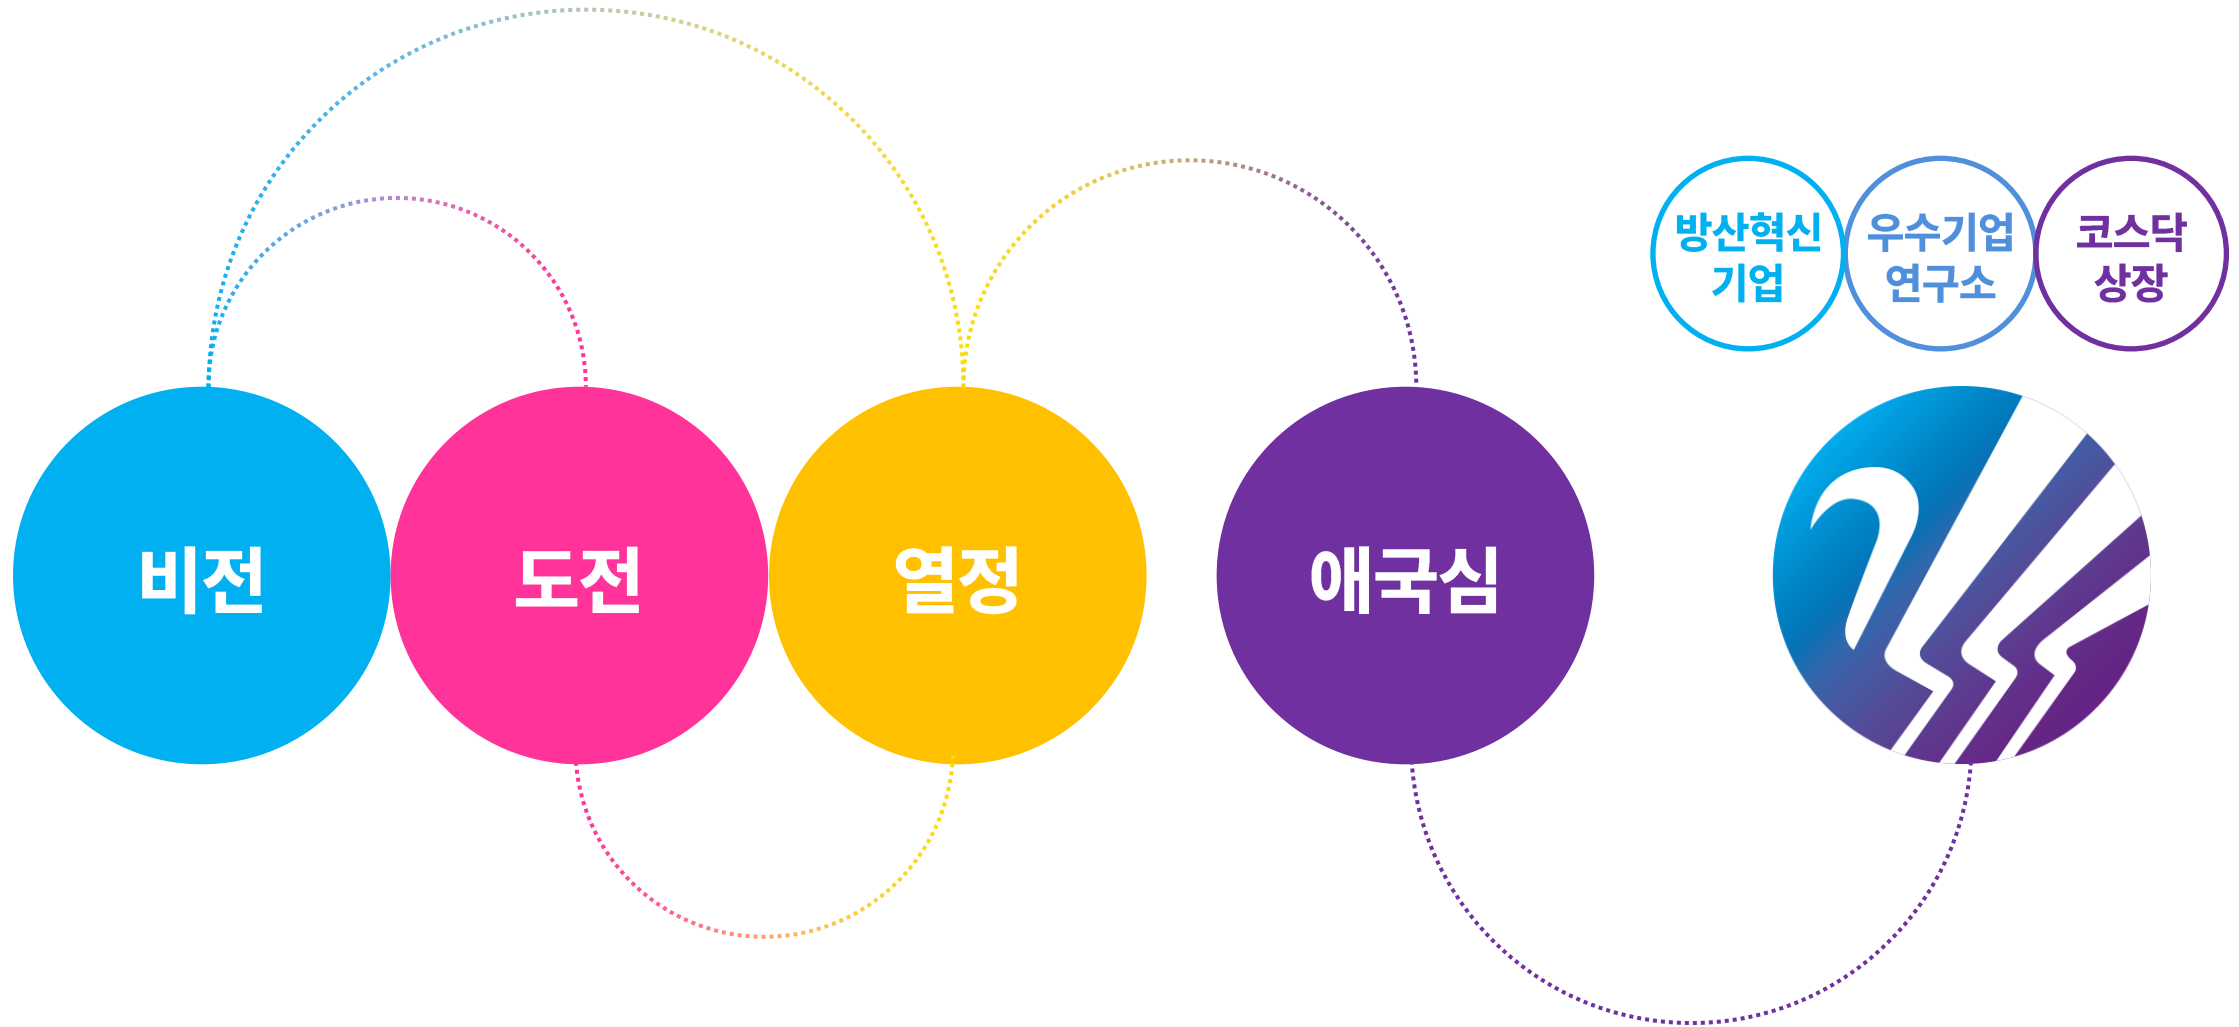 방산혁신
기업
우수기업
연구소
코스닥
상장
비전
도전
열정
애국심